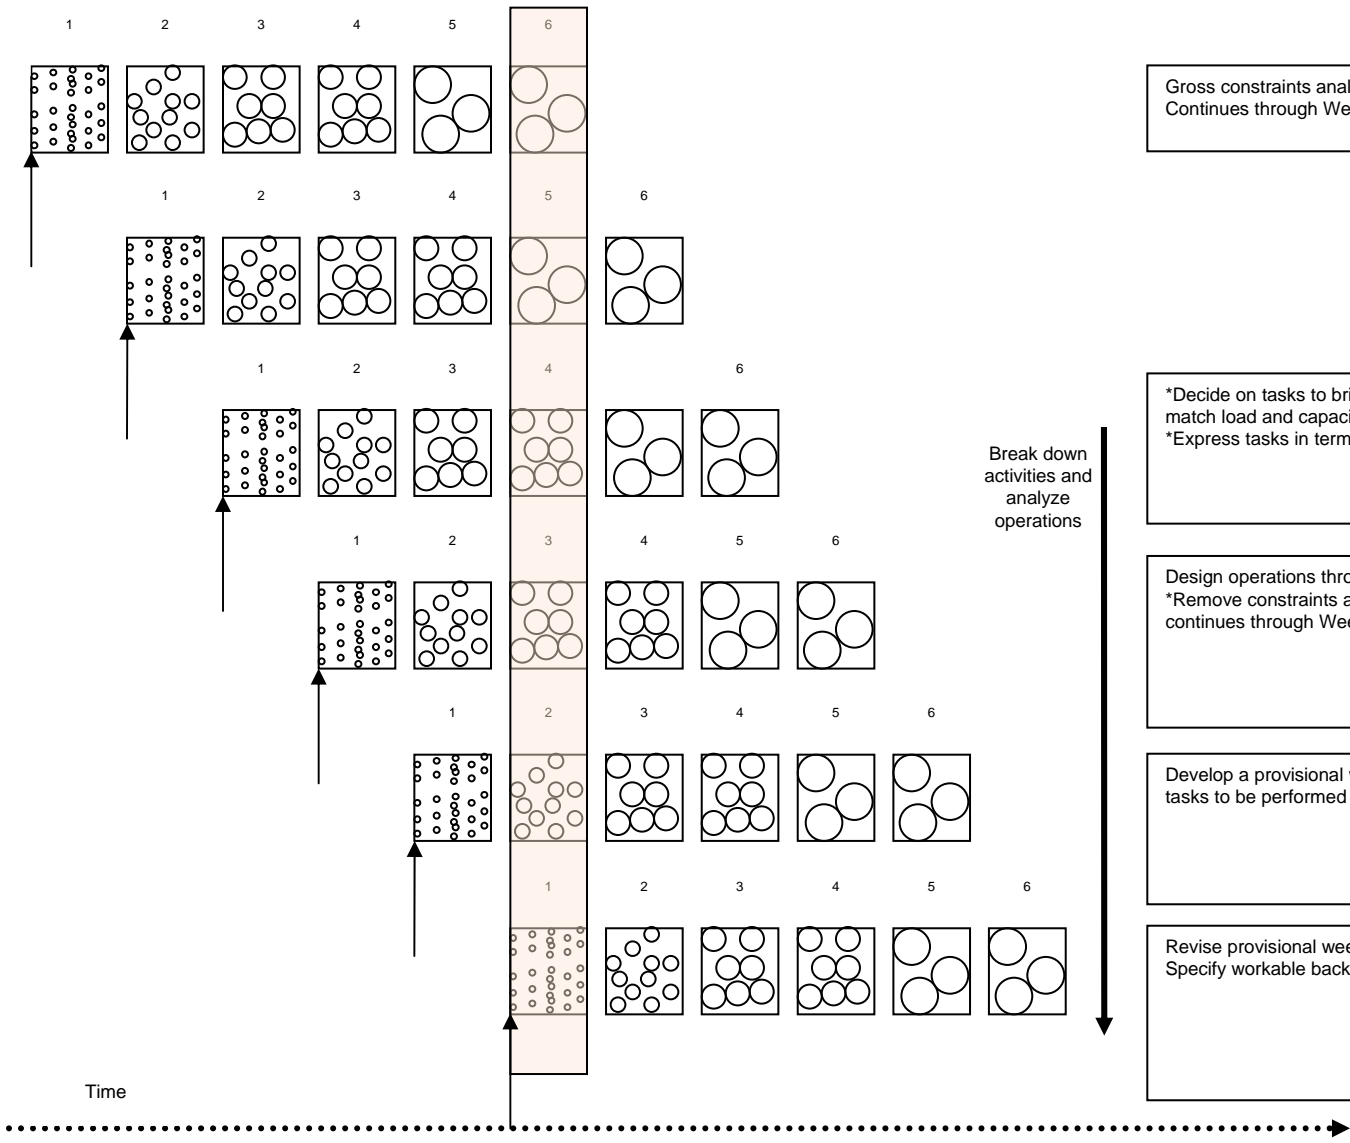 1 2 3 4 5 6
Gross constraints anal
Continues through We
1 2 3 4 5 6
1 2 3 4 6
*Decide on tasks to bri
match load and capaci
*Express tasks in term
Break down
activities and
analyze
operations
1 2 3 4 5 6
Design operations thro
*Remove constraints a
continues through Wee
1 2 3 4 5 6
Develop a provisional w
tasks to be performed
1 2 3 4 5 6
Revise provisional wee
Specify workable back
Time